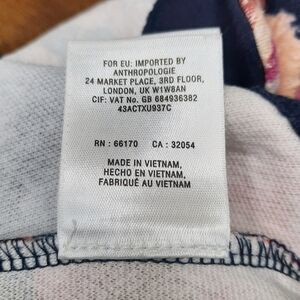 FOR EU: IMPORTED BY
ANTHROPOLOGIE
24 MARKET PLACE, 3RD FLOOR,
LONDON, UK W1W8AN
CIF: VAT No. GB 684936382
43ACTXU937C
RN : 66170 CA : 32054
MADE IN VIETNAM,
HECHO EN VIETNAM,
FABRIQUÉ AU VIETNAM